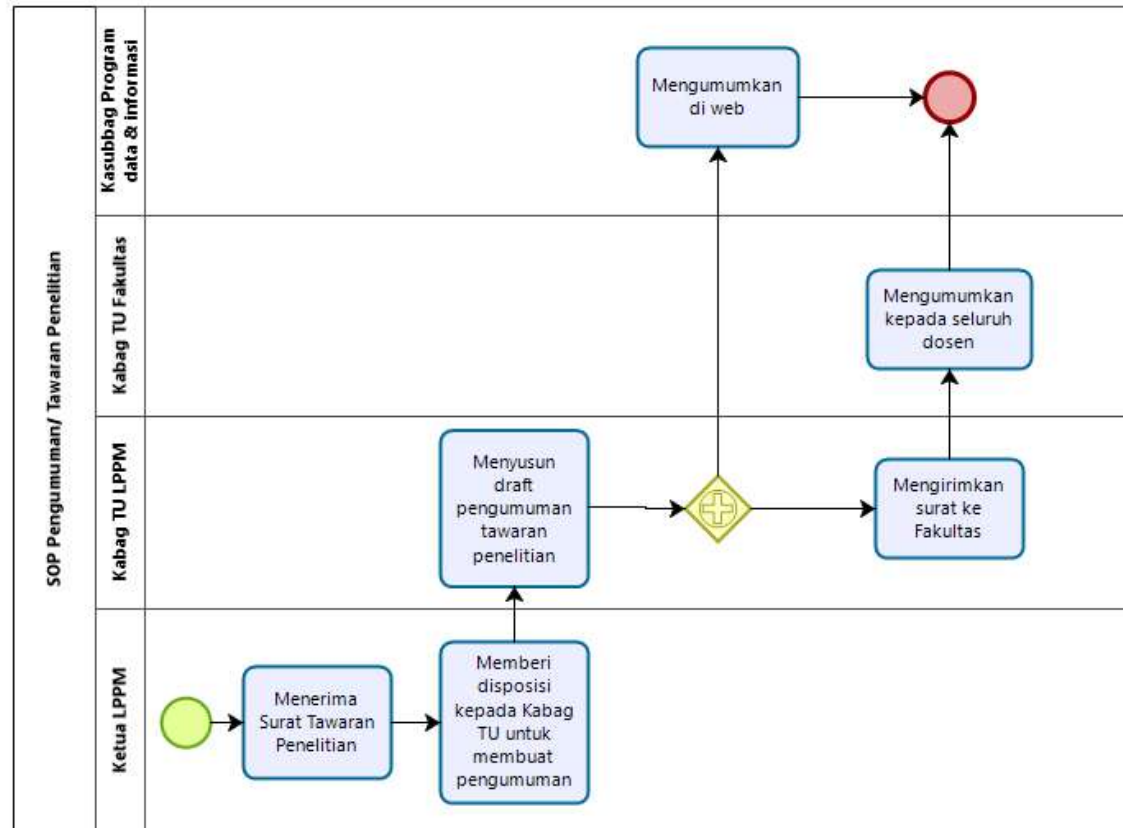 SOP Pengumuman/ Tawaran Penelitian
Kasubbag Program
data & informasi
Mengumumkan
di web
Kabag TU Fakultas
Mengumumkan
kepada seluruh
dosen
Kabag TU LPPM
Menyusun
draft
pengumuman
tawaran
penelitian
Mengirimkan
surat ke
Fakultas
Ketua LPPM
Menerima
Surat Tawaran
Penelitian
Memberi
disposisi
kepada Kabag
TU untuk
membuat
pengumuman